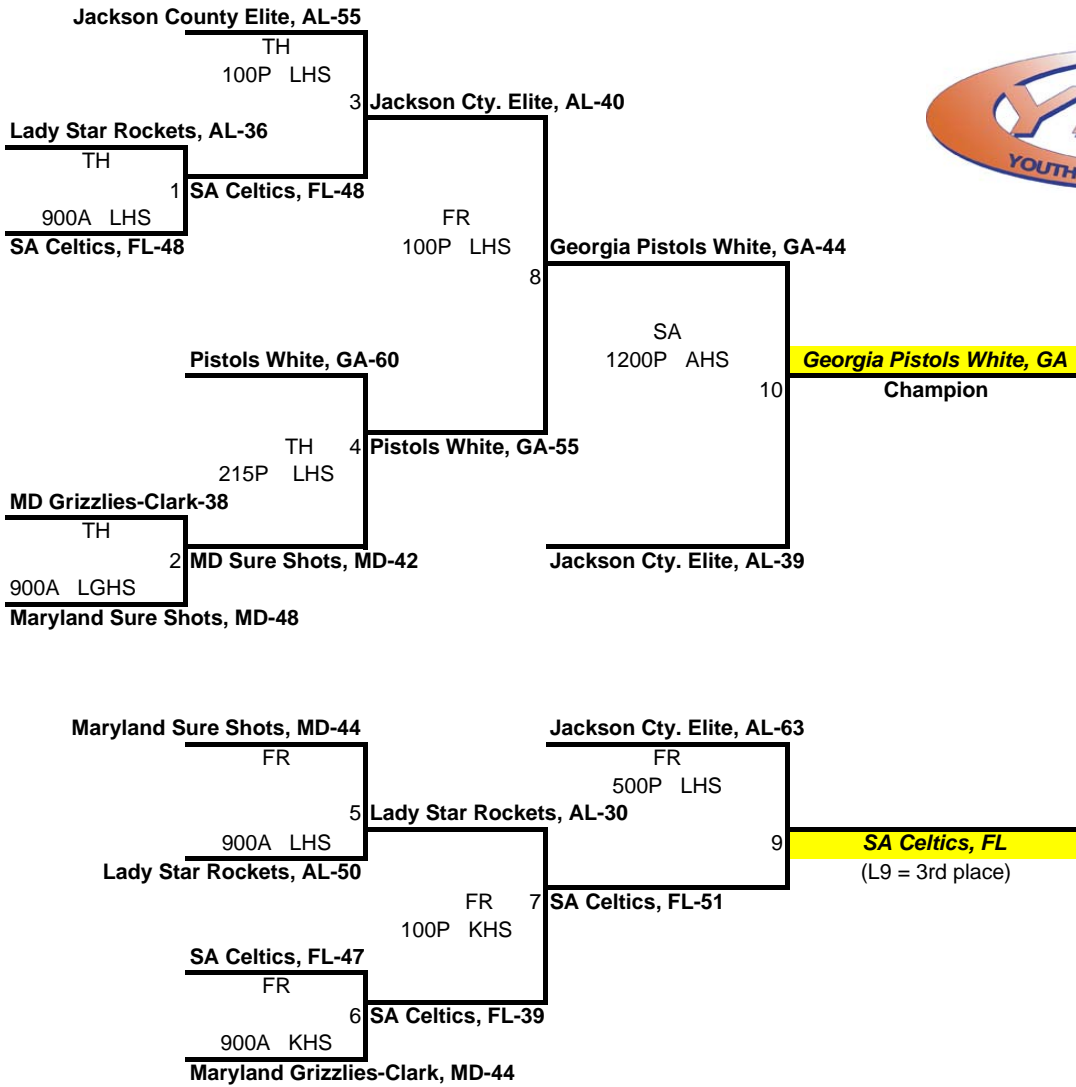 Jackson County Elite, AL-55
TH
100P LHS
3 Jackson Cty. Elite, AL-40
Lady Star Rockets, AL-36
TH
1 SA Celtics, FL-48
900A LHS
SA Celtics, FL-48
FR
100P LHS
Georgia Pistols White, GA-44
8
YOUTH
SA
1200P AHS
Georgia Pistols White, GA
10
Champion
Pistols White, GA-60
TH
4 Pistols White, GA-55
215P LHS
MD Grizzlies-Clark-38
TH
2 MD Sure Shots, MD-42
900A LGHS
Maryland Sure Shots, MD-48
Jackson Cty. Elite, AL-39
Maryland Sure Shots, MD-44
FR
5 Lady Star Rockets, AL-30
900A LHS
Lady Star Rockets, AL-50
Jackson Cty. Elite, AL-63
FR
500P LHS
9
SA Celtics, FL
(L9 = 3rd place)
FR
7 SA Celtics, FL-51
100P KHS
SA Celtics, FL-47
FR
6 SA Celtics, FL-39
900A KHS
Maryland Grizzlies-Clark, MD-44